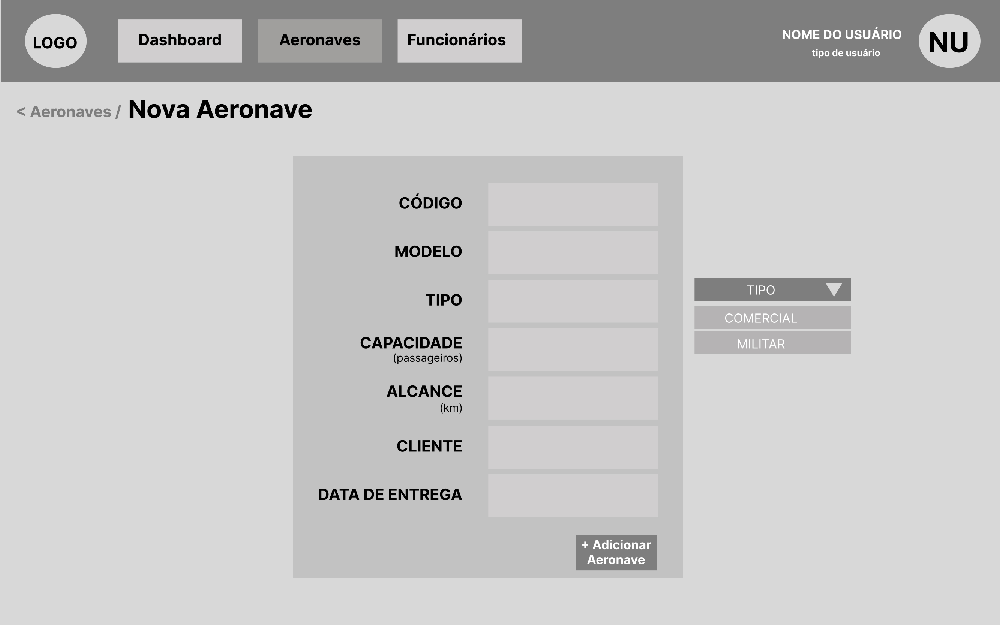 LOGO
Dashboard
Aeronaves
Funcionários
NOME DO USUÁRIO
tipo de usuário
NU
< Aeronaves / Nova Aeronave
CÓDIGO
MODELO
TIPO
CAPACIDADE
(passageiros)
ALCANCE
(km)
CLIENTE
DATA DE ENTREGA
+ Adicionar
Aeronave
TIPO
COMERCIAL
MILITAR